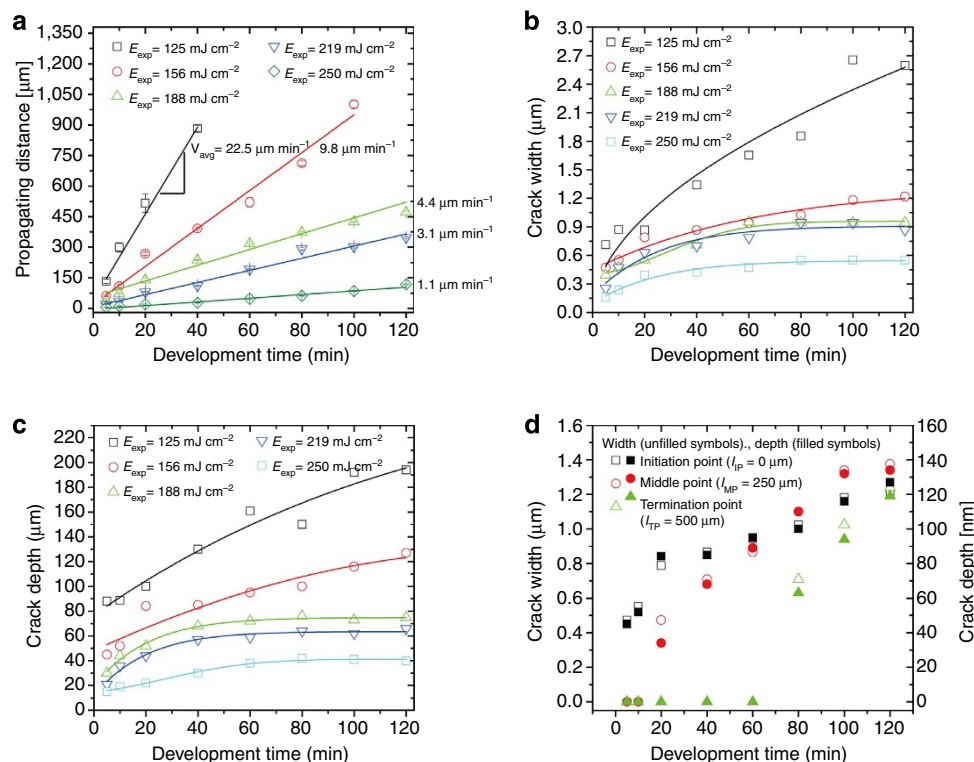 a
1,350
1,200
1,050
900
750
600
450
300
150
0
Propagating distance [μm]
E_exp= 125 mJ cm⁻²
E_exp= 156 mJ cm⁻²
E_exp= 188 mJ cm⁻²
E_exp= 219 mJ cm⁻²
E_exp= 250 mJ cm⁻²
V_avg= 22.5 μm min⁻¹
9.8 μm min⁻¹
4.4 μm min⁻¹
3.1 μm min⁻¹
1.1 μm min⁻¹
0 20 40 60 80 100 120
Development time (min)
b
3.0
2.7
2.4
2.1
1.8
1.5
1.2
0.9
0.6
0.3
0.0
Crack width (μm)
E_exp= 125 mJ cm⁻²
E_exp= 156 mJ cm⁻²
E_exp= 188 mJ cm⁻²
E_exp= 219 mJ cm⁻²
E_exp= 250 mJ cm⁻²
0 20 40 60 80 100 120
Development time (min)
c
220
200
180
160
140
120
100
80
60
40
20
0
Crack depth (μm)
E_exp= 125 mJ cm⁻²
E_exp= 156 mJ cm⁻²
E_exp= 188 mJ cm⁻²
E_exp= 219 mJ cm⁻²
E_exp= 250 mJ cm⁻²
0 20 40 60 80 100 120
Development time (min)
d
1.6
1.4
1.2
1.0
0.8
0.6
0.4
0.2
0.0
Crack width (μm)
Width (unfilled symbols)., depth (filled symbols)
Initiation point (l_IP = 0 μm)
Middle point (l_MP = 250 μm)
Termination point
(l_TP = 500 μm)
160
140
120
100
80
60
40
20
0
Crack depth [nm]
0 20 40 60 80 100 120
Development time (min)